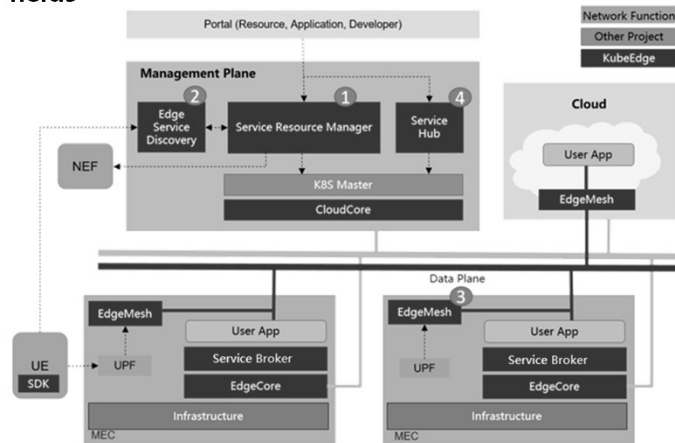 Portal (Resource, Application, Developer)
Network Function
Other Project
KubeEdge
Management Plane
2
1
4
Edge
Service
Discovery
Service Resource Manager
Service
Hub
Cloud
User App
EdgeMesh
NEF
K8S Master
CloudCore
Data Plane
EdgeMesh
User App
Service Broker
EdgeCore
UPF
Infrastructure
MEC
3
EdgeMesh
User App
Service Broker
EdgeCore
UPF
Infrastructure
MEC
UE
SDK